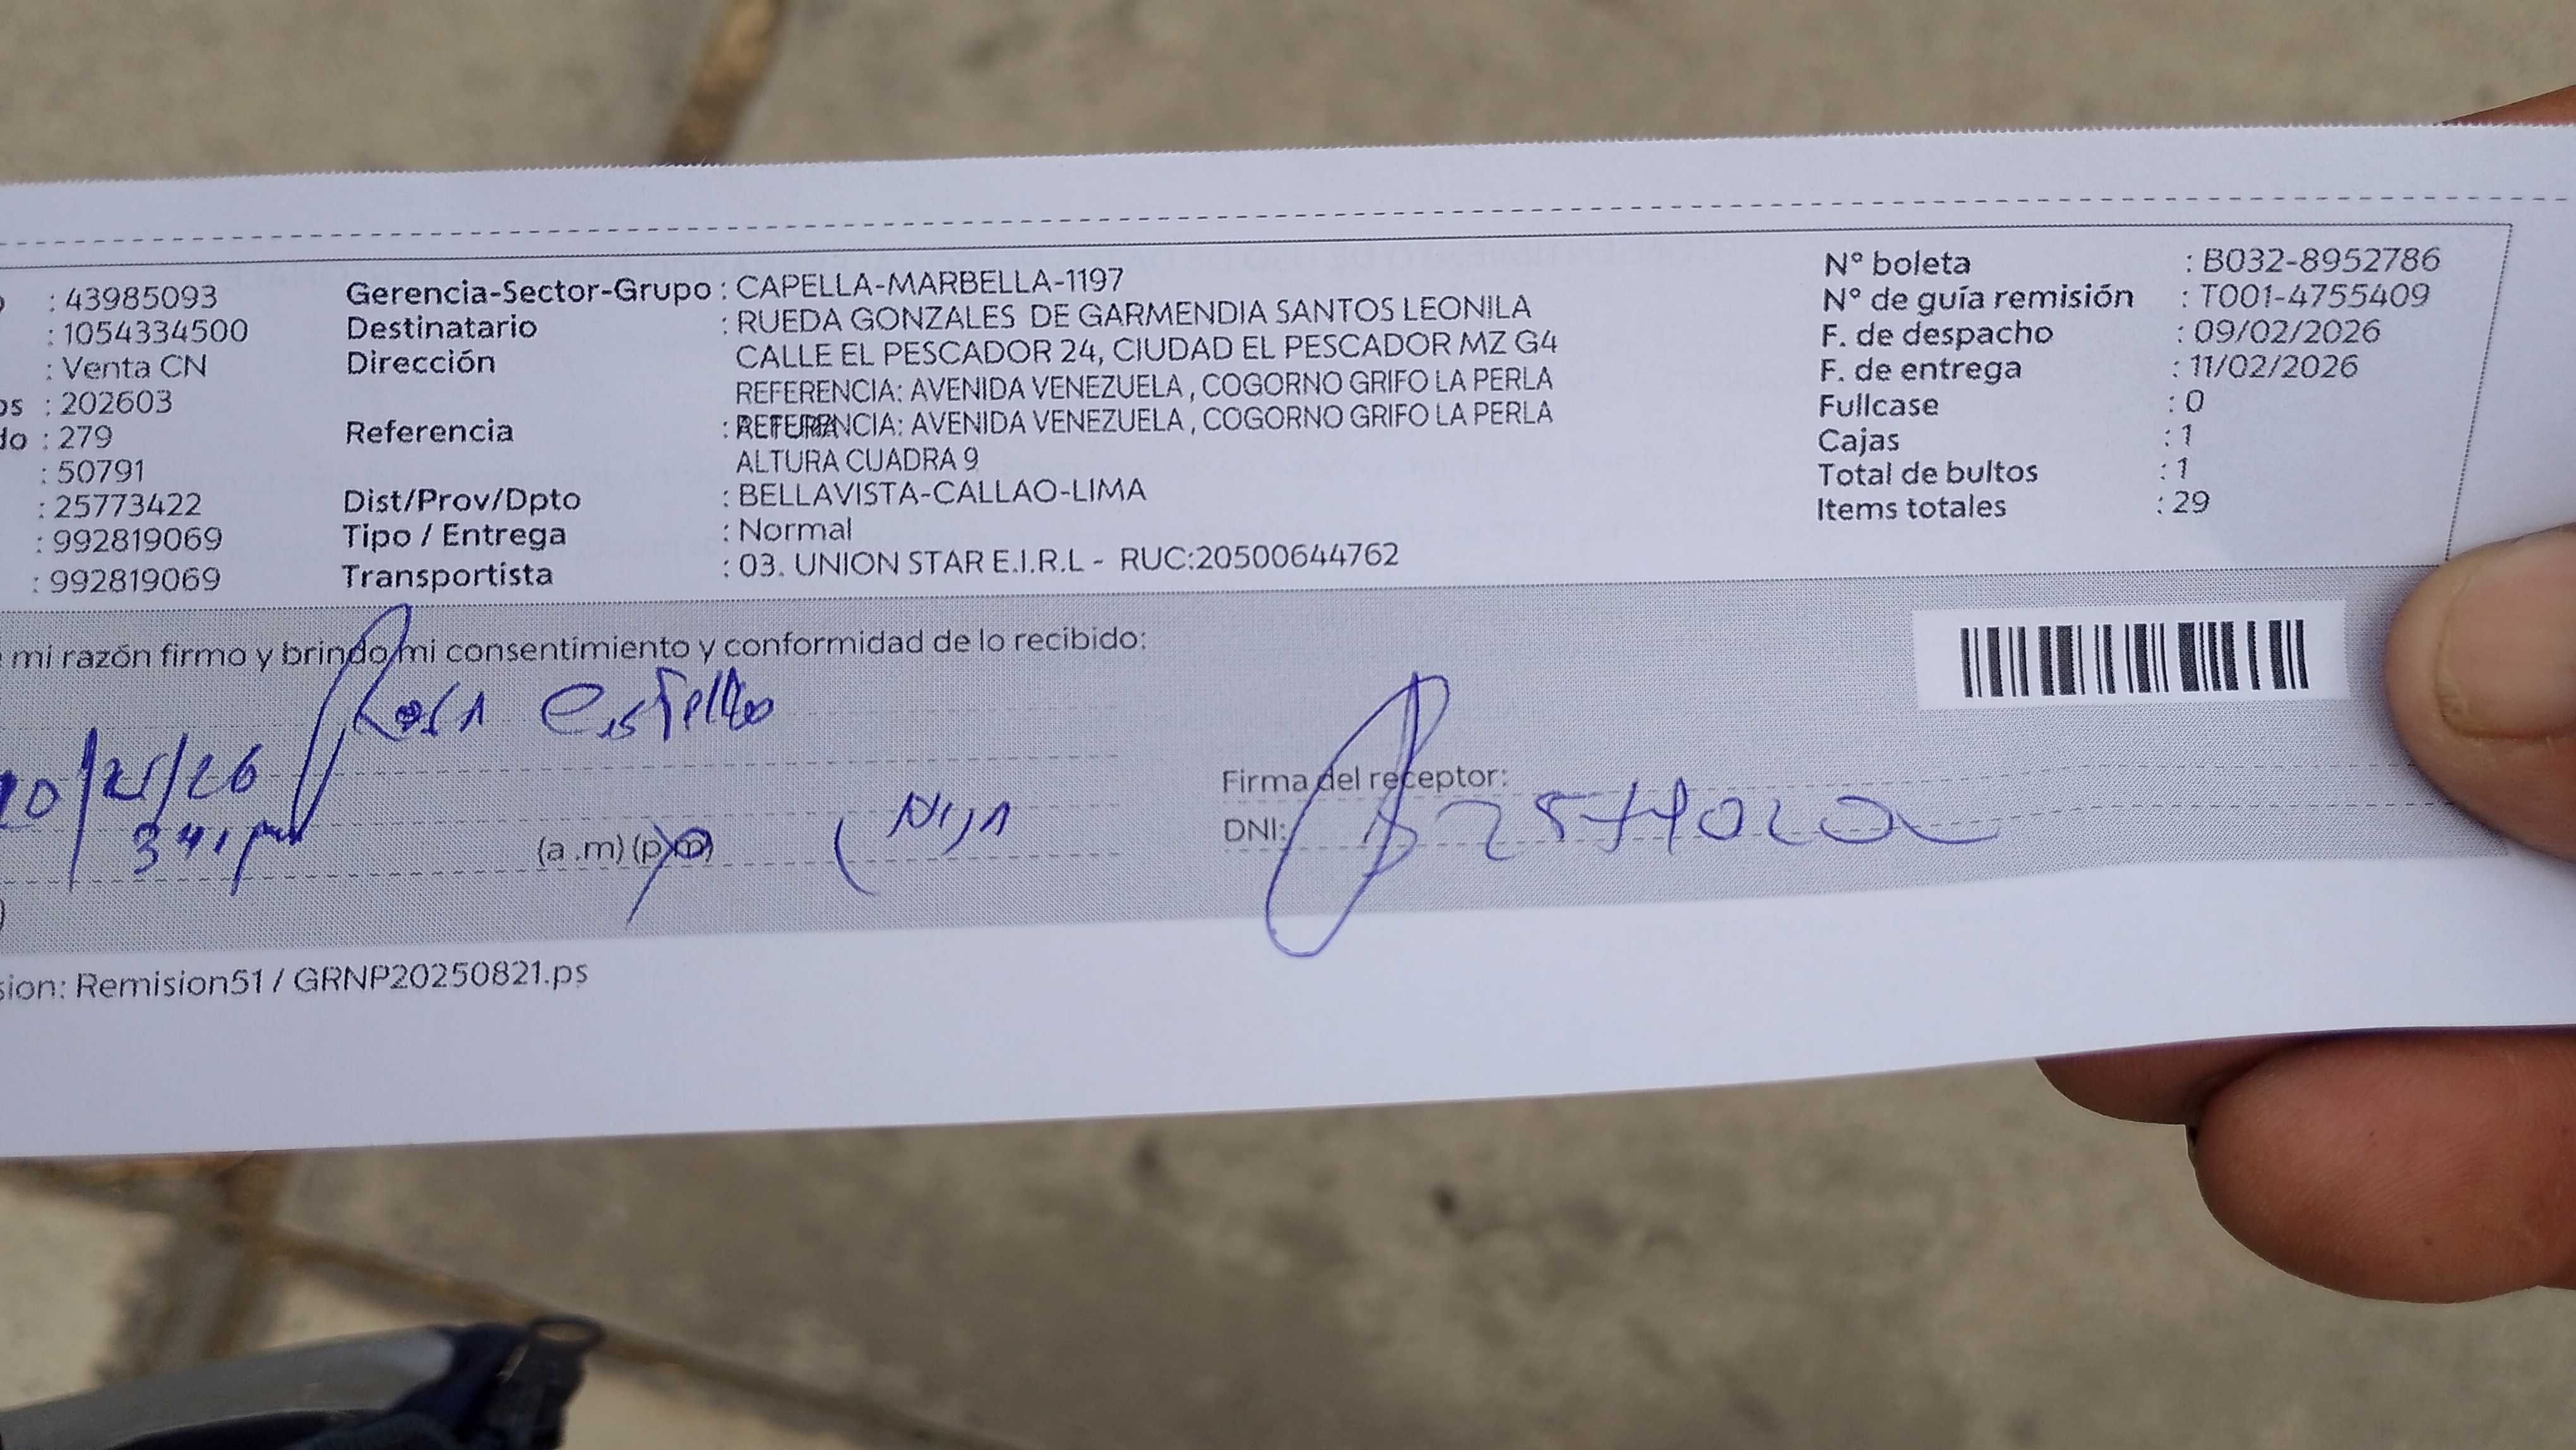 : 43985093 Gerencia-Sector-Grupo : CAPELLA-MARBELLA-1197 N° boleta : B032-8952786
: 1054334500 Destinatario : RUEDA GONZALES DE GARMENDIA SANTOS LEONILA N° de guía remisión : T001-4755409
: Venta CN Dirección CALLE EL PESCADOR 24, CIUDAD EL PESCADOR MZ G4 F. de despacho : 09/02/2026
os : 202603 REFERENCIA: AVENIDA VENEZUELA , COGORNO GRIFO LA PERLA F. de entrega : 11/02/2026
do : 279 Referencia : REFERENCIA: AVENIDA VENEZUELA , COGORNO GRIFO LA PERLA Fullcase : 0
: 50791 ALTURA CUADRA 9 Cajas : 1
: 25773422 Dist/Prov/Dpto : BELLAVISTA-CALLAO-LIMA Total de bultos : 1
: 992819069 Tipo / Entrega : Normal Items totales : 29
: 992819069 Transportista : 03. UNION STAR E.I.R.L - RUC:20500644762
mi razón firmo y brindo mi consentimiento y conformidad de lo recibido:
Rosa
Firma del receptor:
(a .m) (p.m) DNI:
sion: Remision51 / GRNP20250821.ps